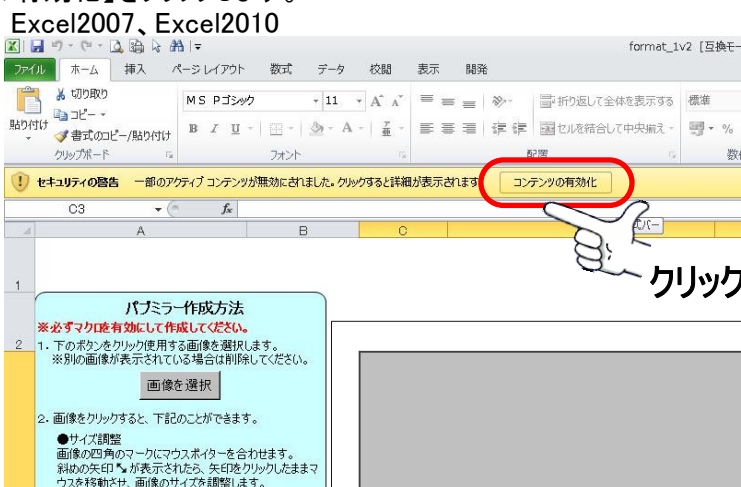 有効化】をクリックします。
Excel2007、Excel2010
format_1v2 [互換モー
ファイル ホーム 挿入 ページ レイアウト 数式 データ 校閲 表示 開発
切り取り
コピー
書式のコピー/貼り付け
貼り付け
クリップボード
MS Pゴシック 11
B I U
フォント
折り返して全体を表示する
セルを結合して中央揃え
配置
標準
%
数
セキュリティの警告 一部のアクティブ コンテンツが無効にされました。クリックすると詳細が表示されます コンテンツの有効化
C3 fx
式バー
A B C
クリック
1
2
パブミラー作成方法
※必ずマクロを有効にして作成してください。
1. 下のボタンをクリック使用する画像を選択します。
※別の画像が表示されている場合は削除してください。
画像を選択
2. 画像をクリックすると、下記のことができます。
●サイズ調整
画像の四角のマークにマウスポイターを合わせます。
斜めの矢印が表示されたら、矢印をクリックしたままマ
ウスを移動させ、画像のサイズを調整します。